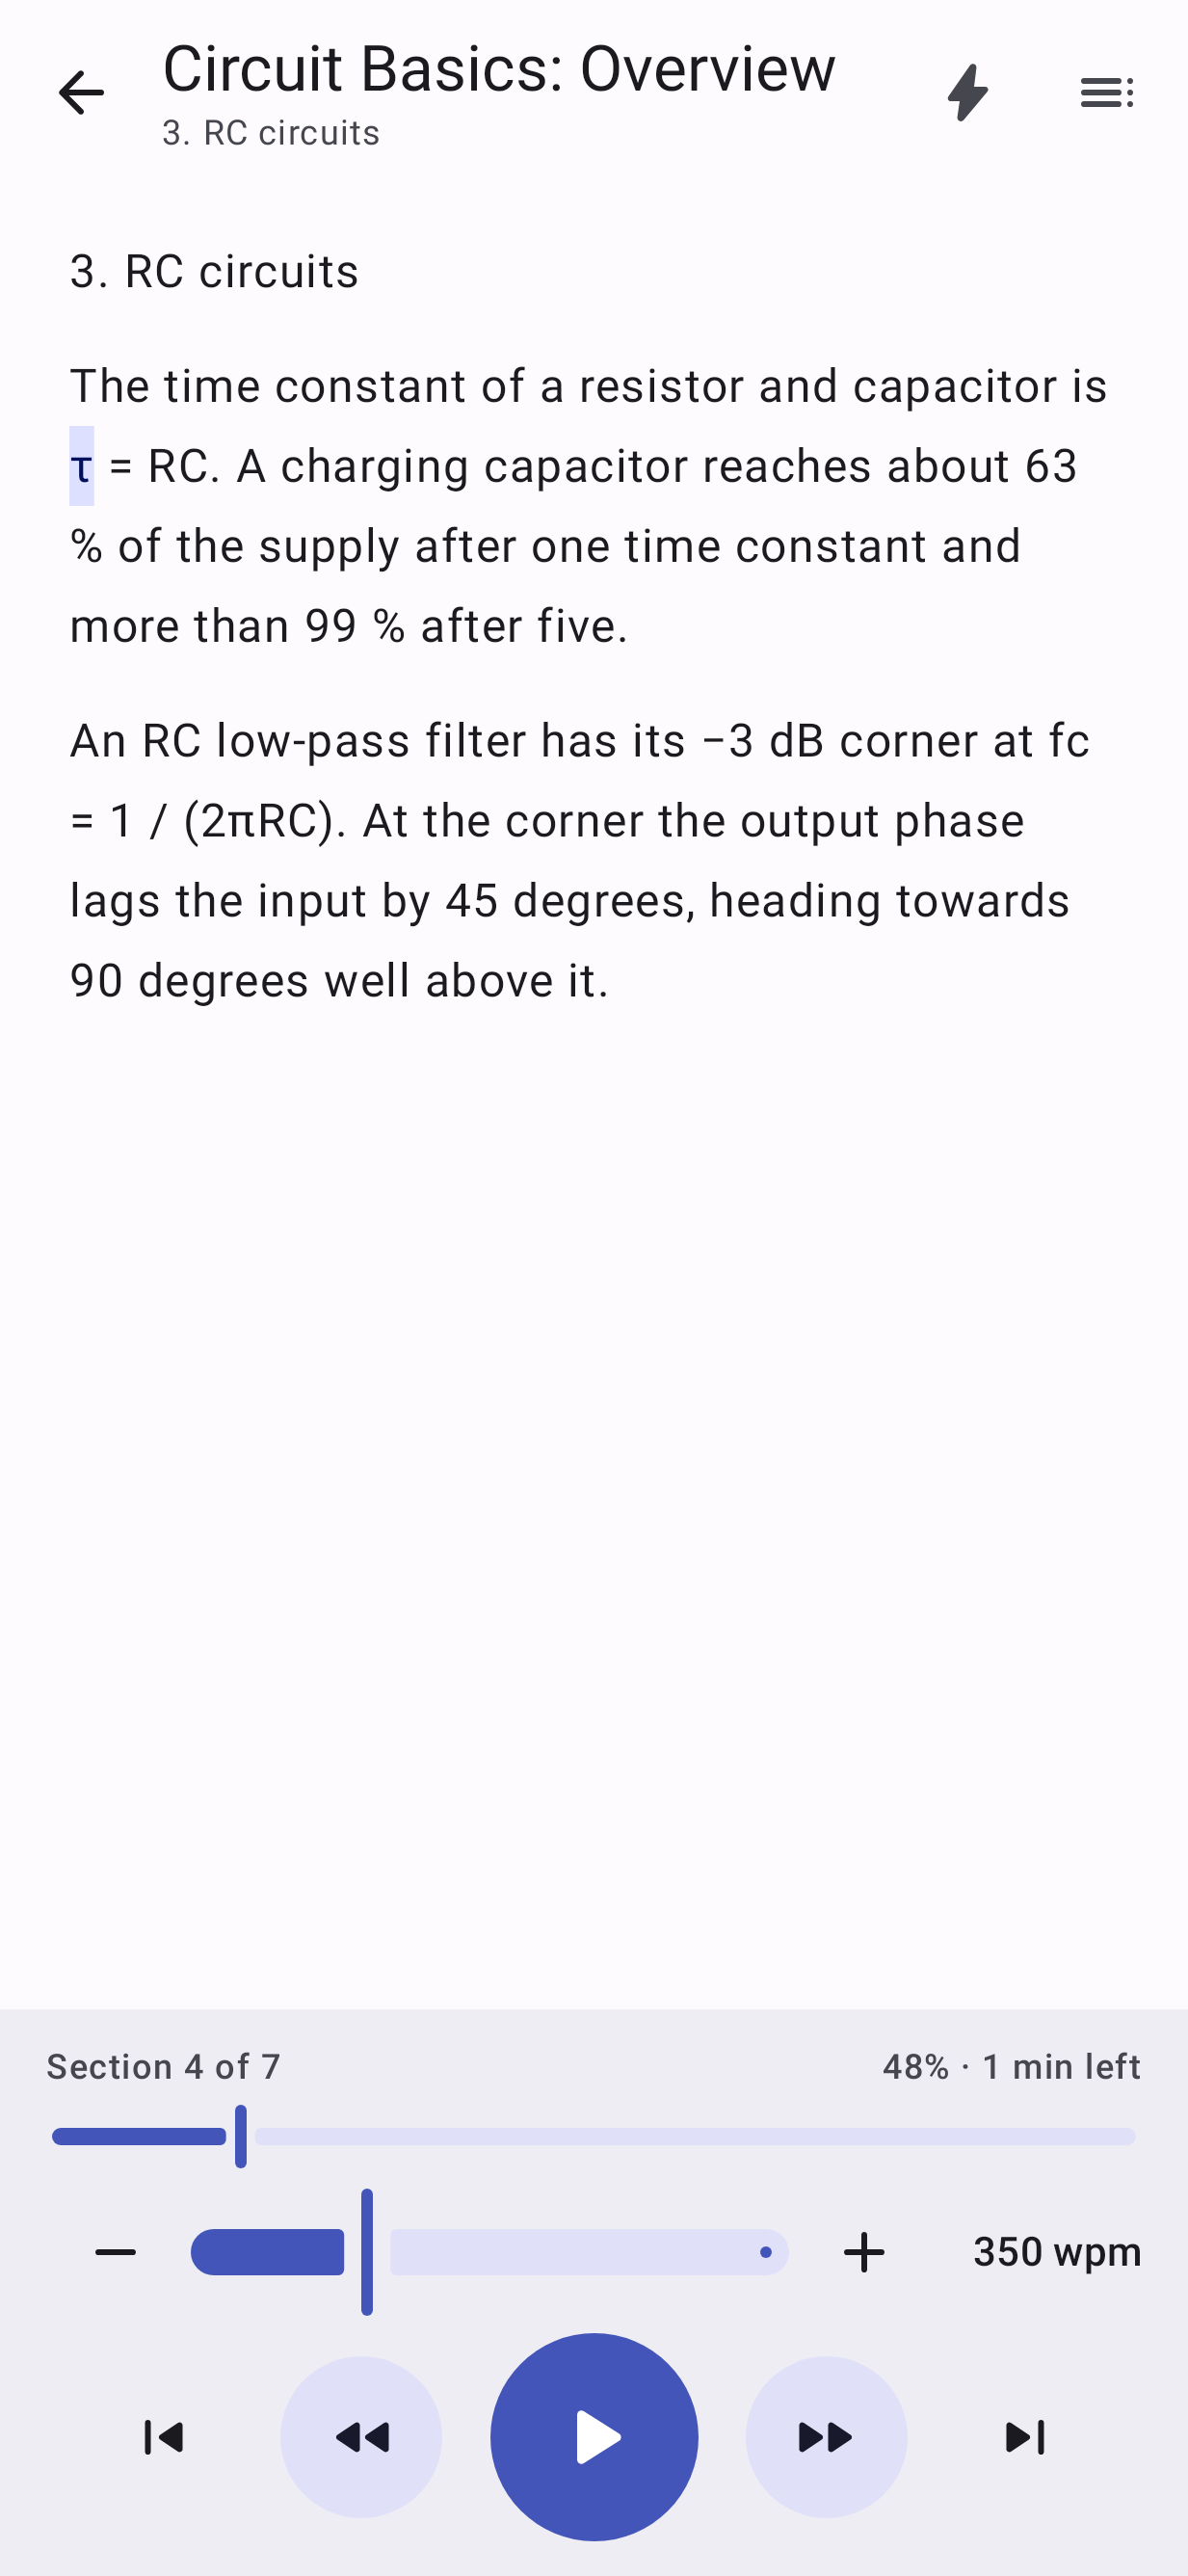 Circuit Basics: Overview
3. RC circuits
3. RC circuits
The time constant of a resistor and capacitor is
τ = RC. A charging capacitor reaches about 63
% of the supply after one time constant and
more than 99 % after five.
An RC low-pass filter has its −3 dB corner at fc
= 1 / (2πRC). At the corner the output phase
lags the input by 45 degrees, heading towards
90 degrees well above it.
Section 4 of 7
48% · 1 min left
350 wpm